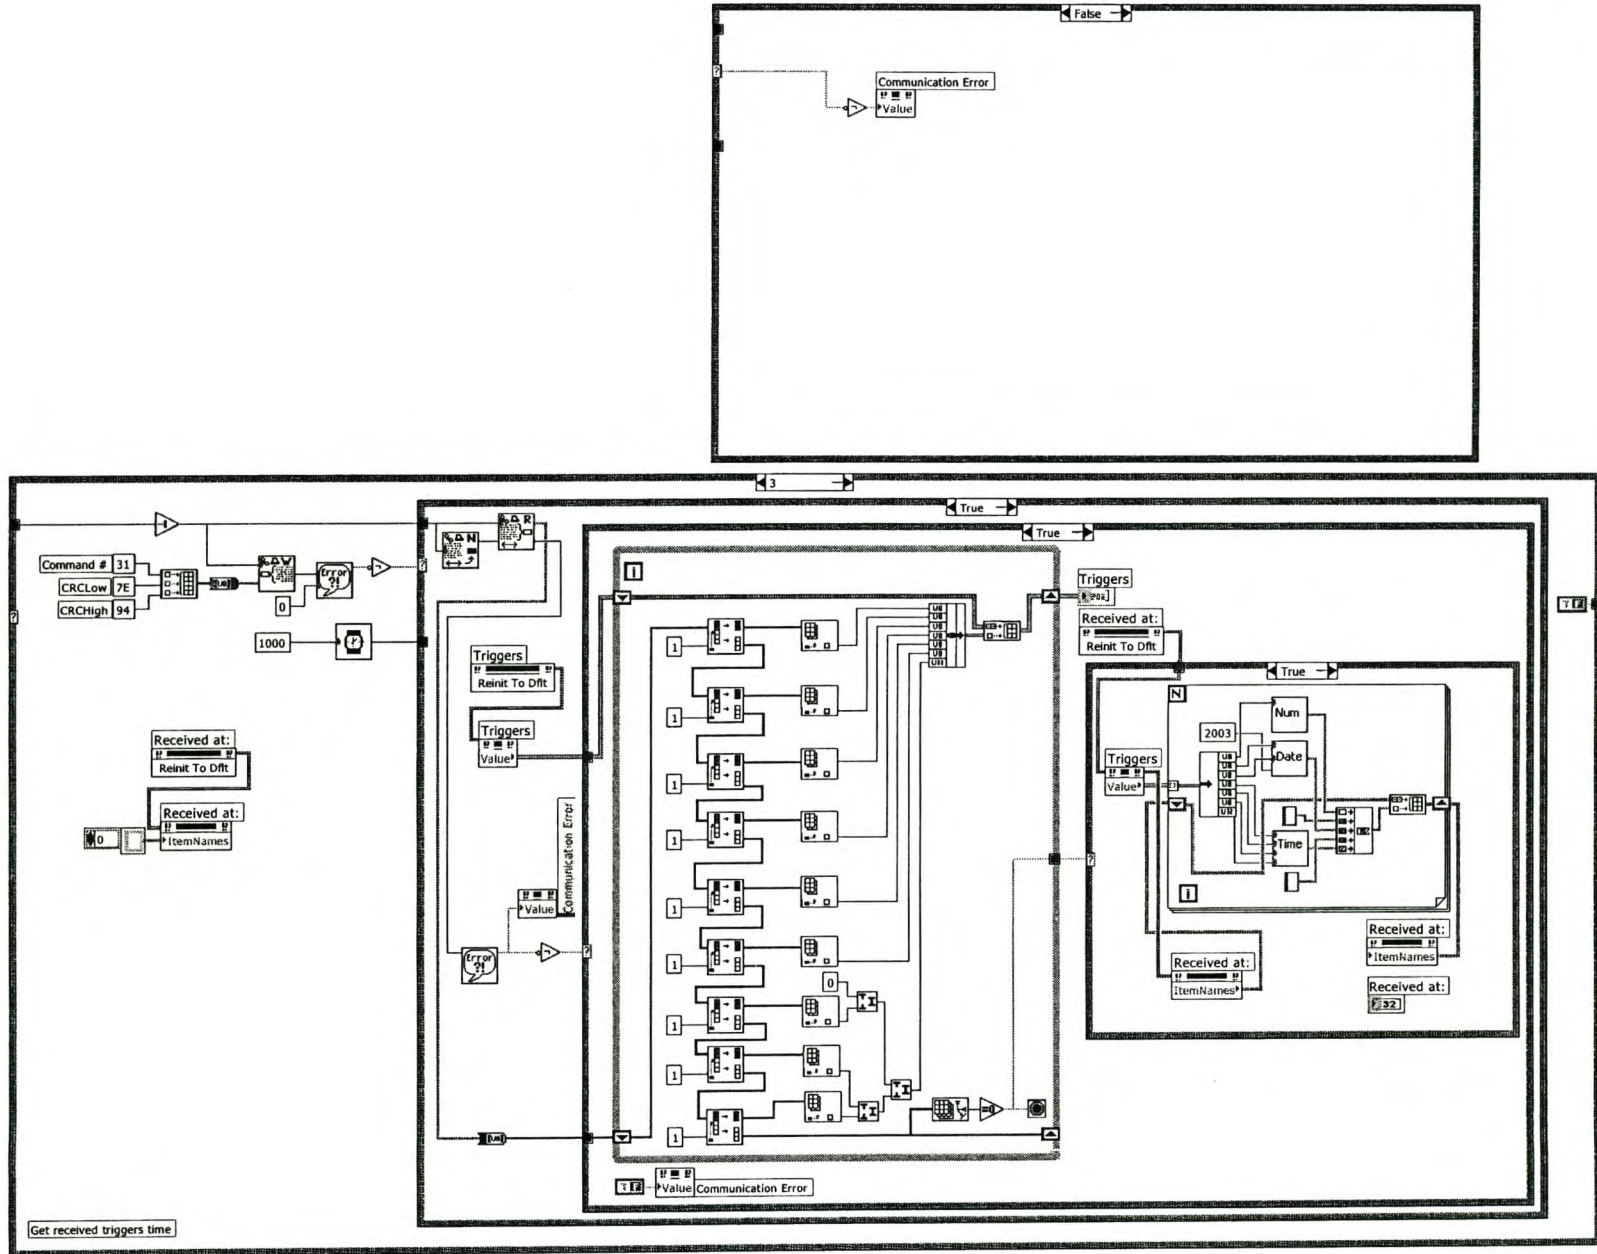 False
Communication Error
Value
3
True
True
Command # 31
CRCLow 7E
CRCHigh 94
Error ?!
0
1000
N
R
W
i
Triggers
Received at:
Reinit To Dflt
True
Triggers
Reinit To Dflt
Triggers
Value
1
1
1
1
1
1
1
1
1
N
Num
2003
Date
Time
i
Triggers
Value
Received at:
Reinit To Dflt
Received at:
ItemNames
0
Communication Error
Value
Error ?!
0
Received at:
ItemNames
Received at:
ItemNames
Received at:
32
Value Communication Error
Get received triggers time